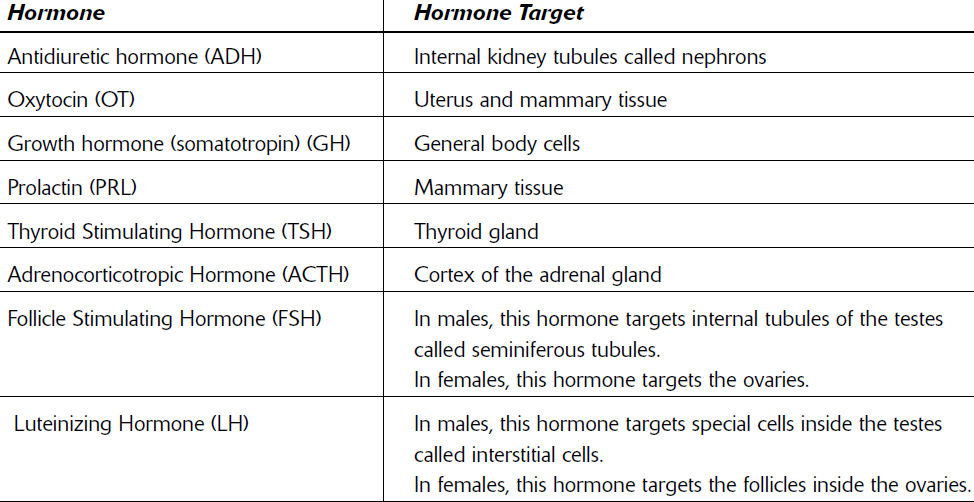 Hormone Hormone Target
Antidiuretic hormone (ADH) Internal kidney tubules called nephrons
Oxytocin (OT) Uterus and mammary tissue
Growth hormone (somatotropin) (GH) General body cells
Prolactin (PRL) Mammary tissue
Thyroid Stimulating Hormone (TSH) Thyroid gland
Adrenocorticotropic Hormone (ACTH) Cortex of the adrenal gland
Follicle Stimulating Hormone (FSH) In males, this hormone targets internal tubules of the testes
called seminiferous tubules.
In females, this hormone targets the ovaries.
Luteinizing Hormone (LH) In males, this hormone targets special cells inside the testes
called interstitial cells.
In females, this hormone targets the follicles inside the ovaries.